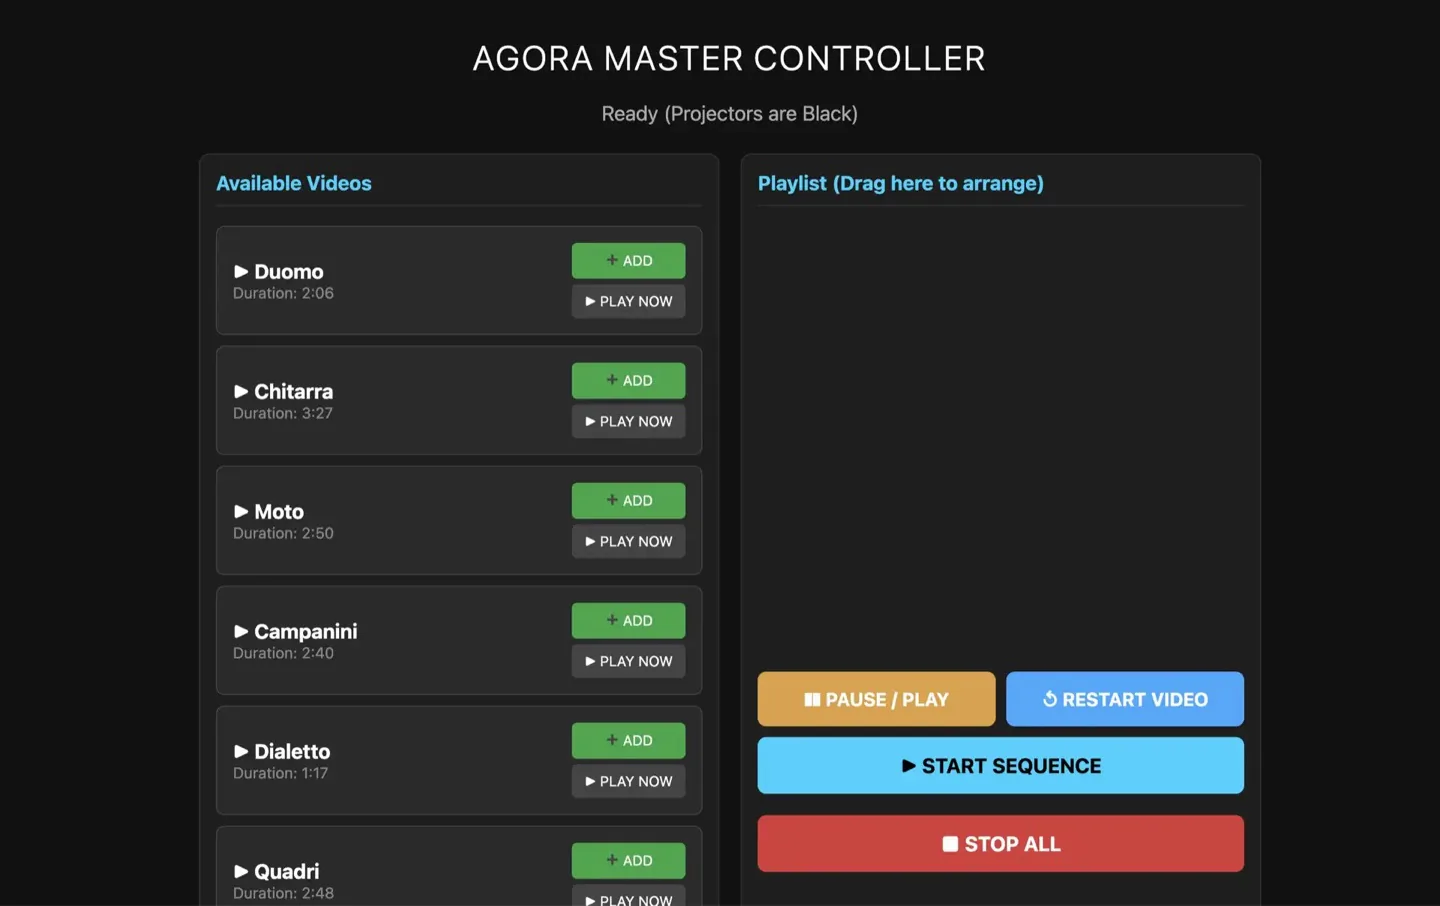 AGORA MASTER CONTROLLER
Ready (Projectors are Black)
Available Videos
▶ Duomo
Duration: 2:06
+ ADD
▶ PLAY NOW
▶ Chitarra
Duration: 3:27
+ ADD
▶ PLAY NOW
▶ Moto
Duration: 2:50
+ ADD
▶ PLAY NOW
▶ Campanini
Duration: 2:40
+ ADD
▶ PLAY NOW
▶ Dialetto
Duration: 1:17
+ ADD
▶ PLAY NOW
▶ Quadri
Duration: 2:48
+ ADD
▶ PLAY NOW
Playlist (Drag here to arrange)
PAUSE / PLAY
RESTART VIDEO
▶ START SEQUENCE
STOP ALL